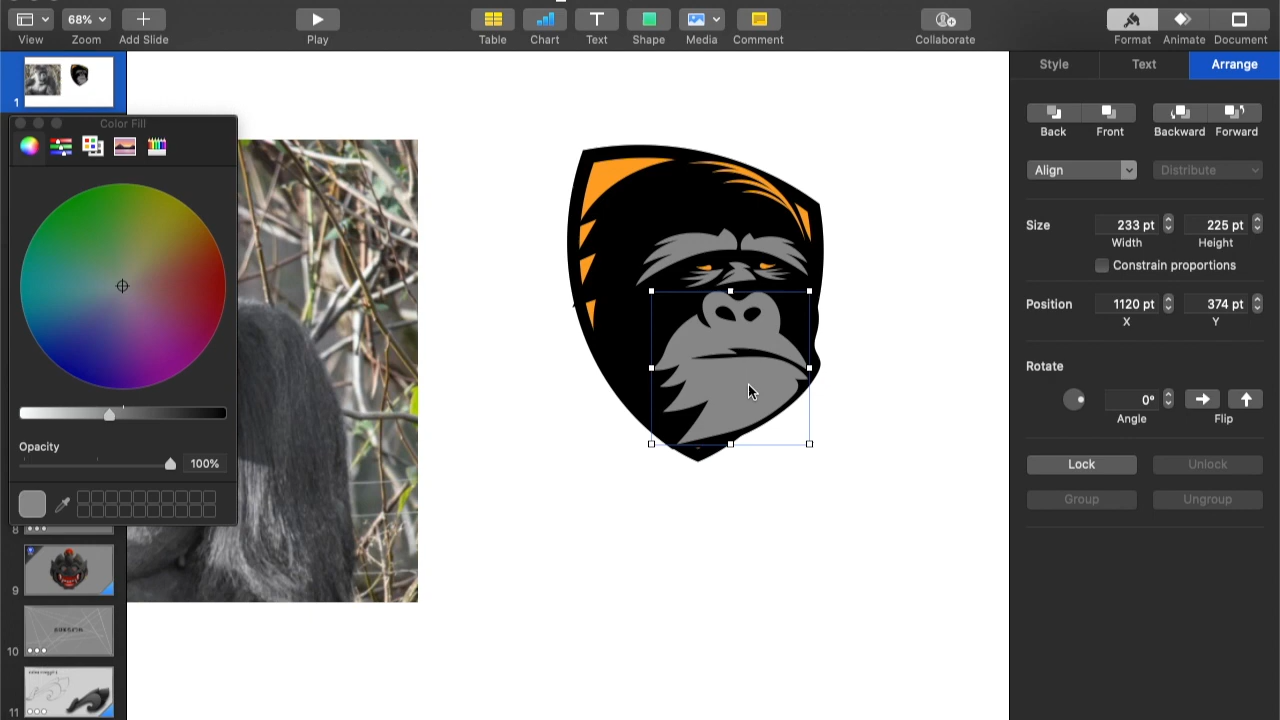 68%
View
Zoom
Add Slide
Play
Table
Chart
Text
Shape
Media
Comment
Collaborate
Format
Animate
Document
1
Color Fill
Opacity
100%
8
9
10
11
Style
Text
Arrange
Back
Front
Backward
Forward
Align
Distribute
Size
233 pt
225 pt
Width
Height
Constrain proportions
Position
1120 pt
374 pt
X
Y
Rotate
0°
Angle
Flip
Lock
Unlock
Group
Ungroup